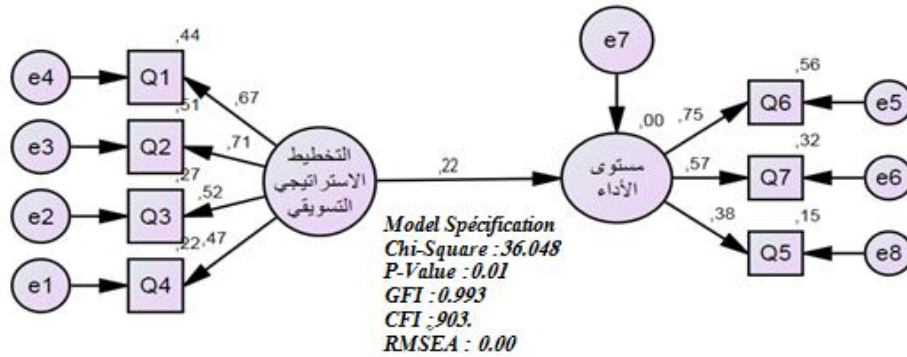 ,44
e4
Q1
,67
,51
e3
Q2
,71
,27
e2
Q3
,52
,22
,47
e1
Q4
التخطيط
الاستراتيجي
التسويقي
,22
e7
,00
مستوى
الأداء
,56
,75
Q6
e5
,32
,57
Q7
e6
,15
,38
Q5
e8
Model Spécification
Chi-Square : 36.048
P-Value : 0.01
GFI : 0.993
CFI :,903.
RMSEA : 0.00